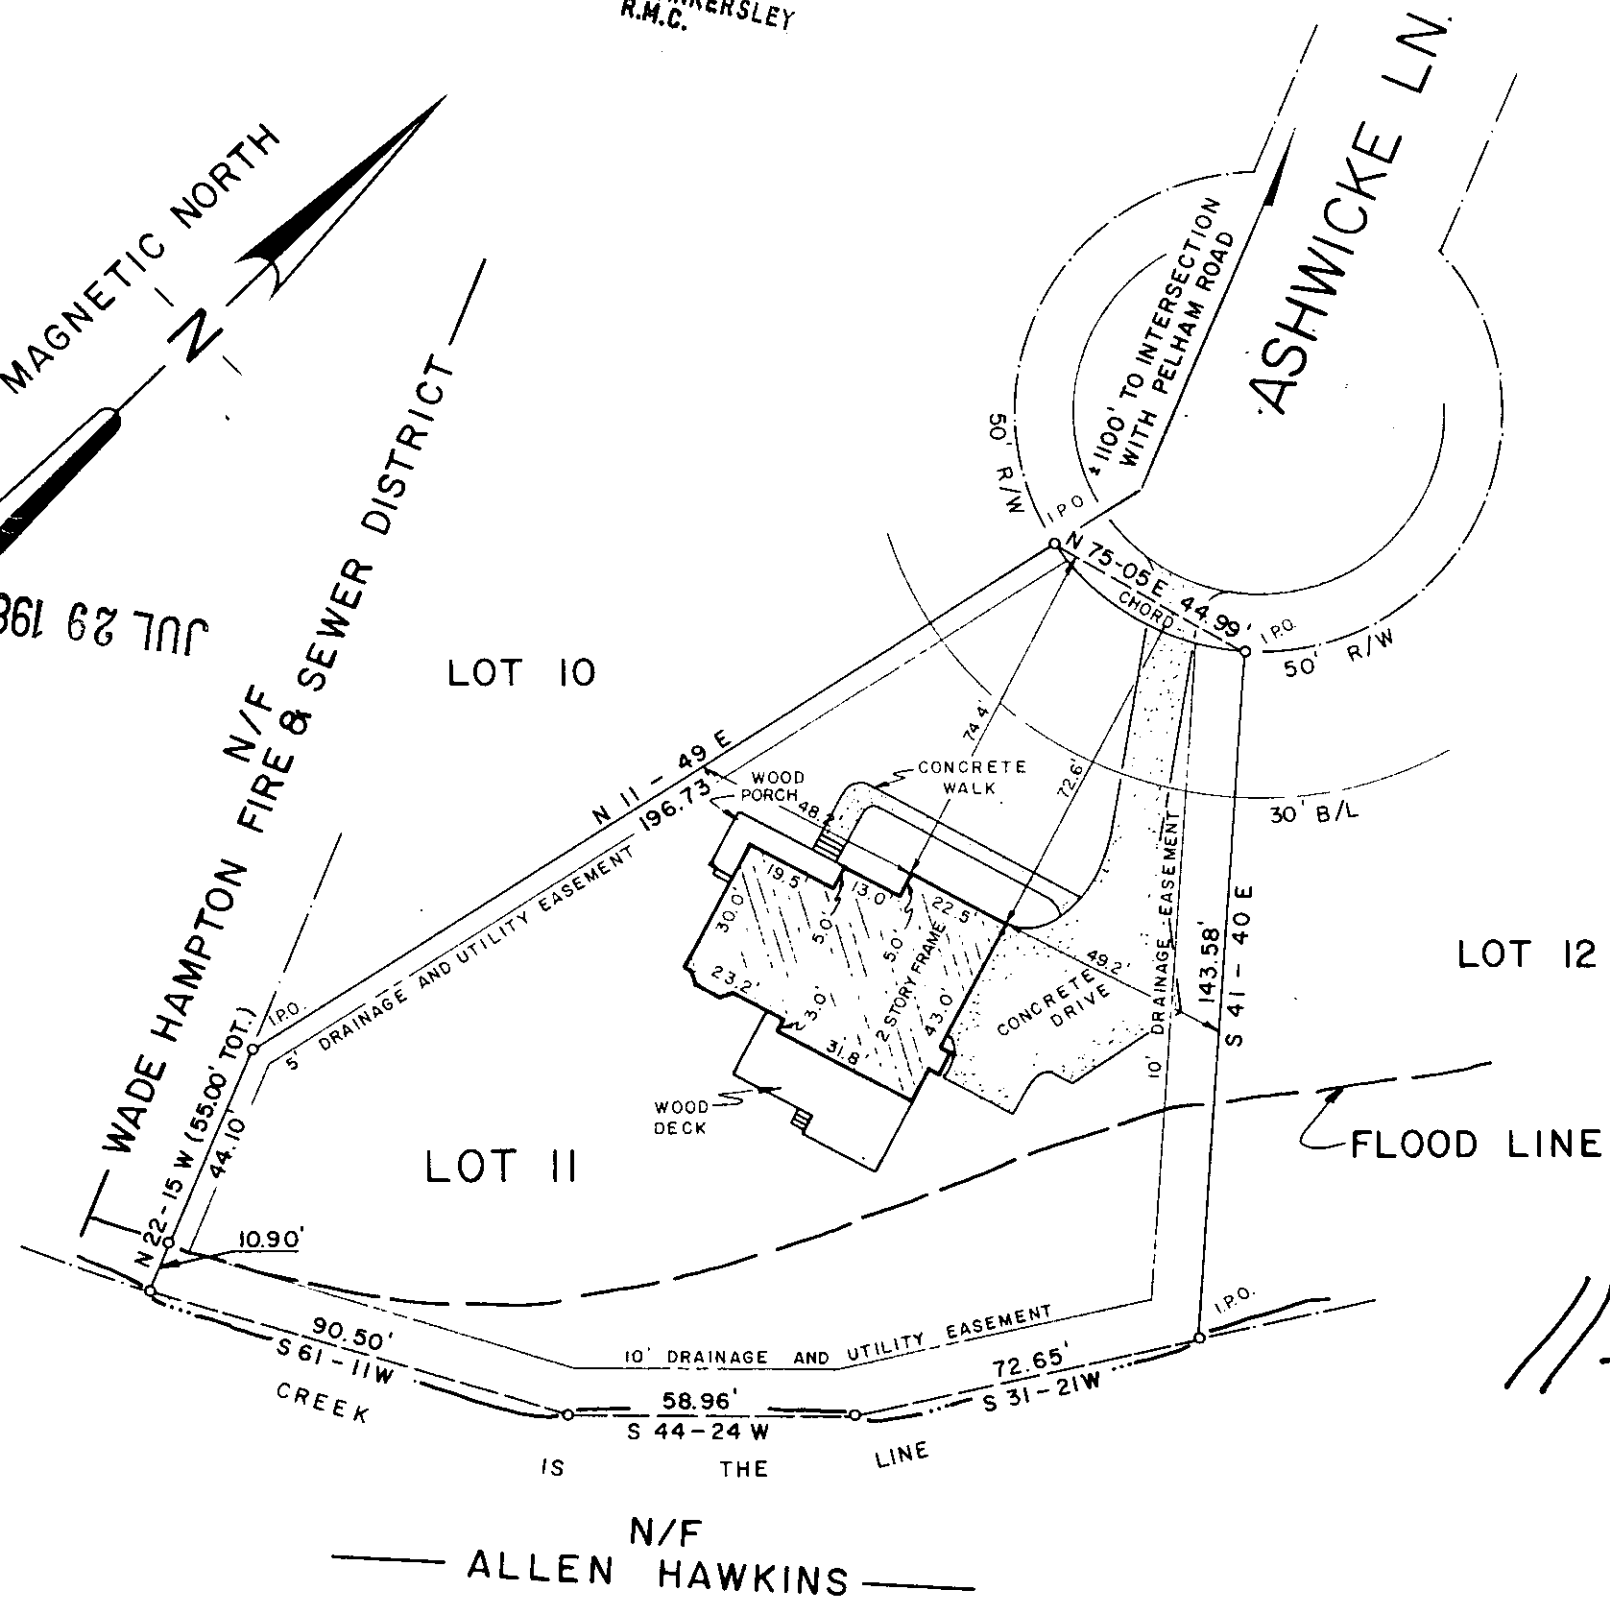 R.M.C.
ASHWICKE LN.
MAGNETIC NORTH
N
± 1100' TO INTERSECTION
WITH PELHAM ROAD
50' R/W
I.P.O.
N 75-05 E 44.99'
CHORD
I.P.O.
50' R/W
JUL 29
N/F
WADE HAMPTON FIRE & SEWER DISTRICT
LOT 10
N 11 - 49 E
196.73'
5' DRAINAGE AND UTILITY EASEMENT
74.4'
72.6'
WOOD
PORCH
48.2'
CONCRETE
WALK
30' B/L
10' DRAINAGE EASEMENT
143.58'
S 41 - 40 E
LOT 12
19.5'
13.0'
22.5'
30.0'
5.0'
5.0'
23.2'
3.0'
2 STORY FRAME
43.0'
31.8'
49.2'
CONCRETE
DRIVE
I.P.O.
N 22-15 W (55.00' TOT.)
44.10'
10.90'
WOOD
DECK
LOT 11
FLOOD LINE
I.P.O.
10' DRAINAGE AND UTILITY EASEMENT
90.50'
S 61 - 11 W
58.96'
S 44-24 W
72.65'
S 31-21 W
CREEK IS THE LINE
N/F
ALLEN HAWKINS